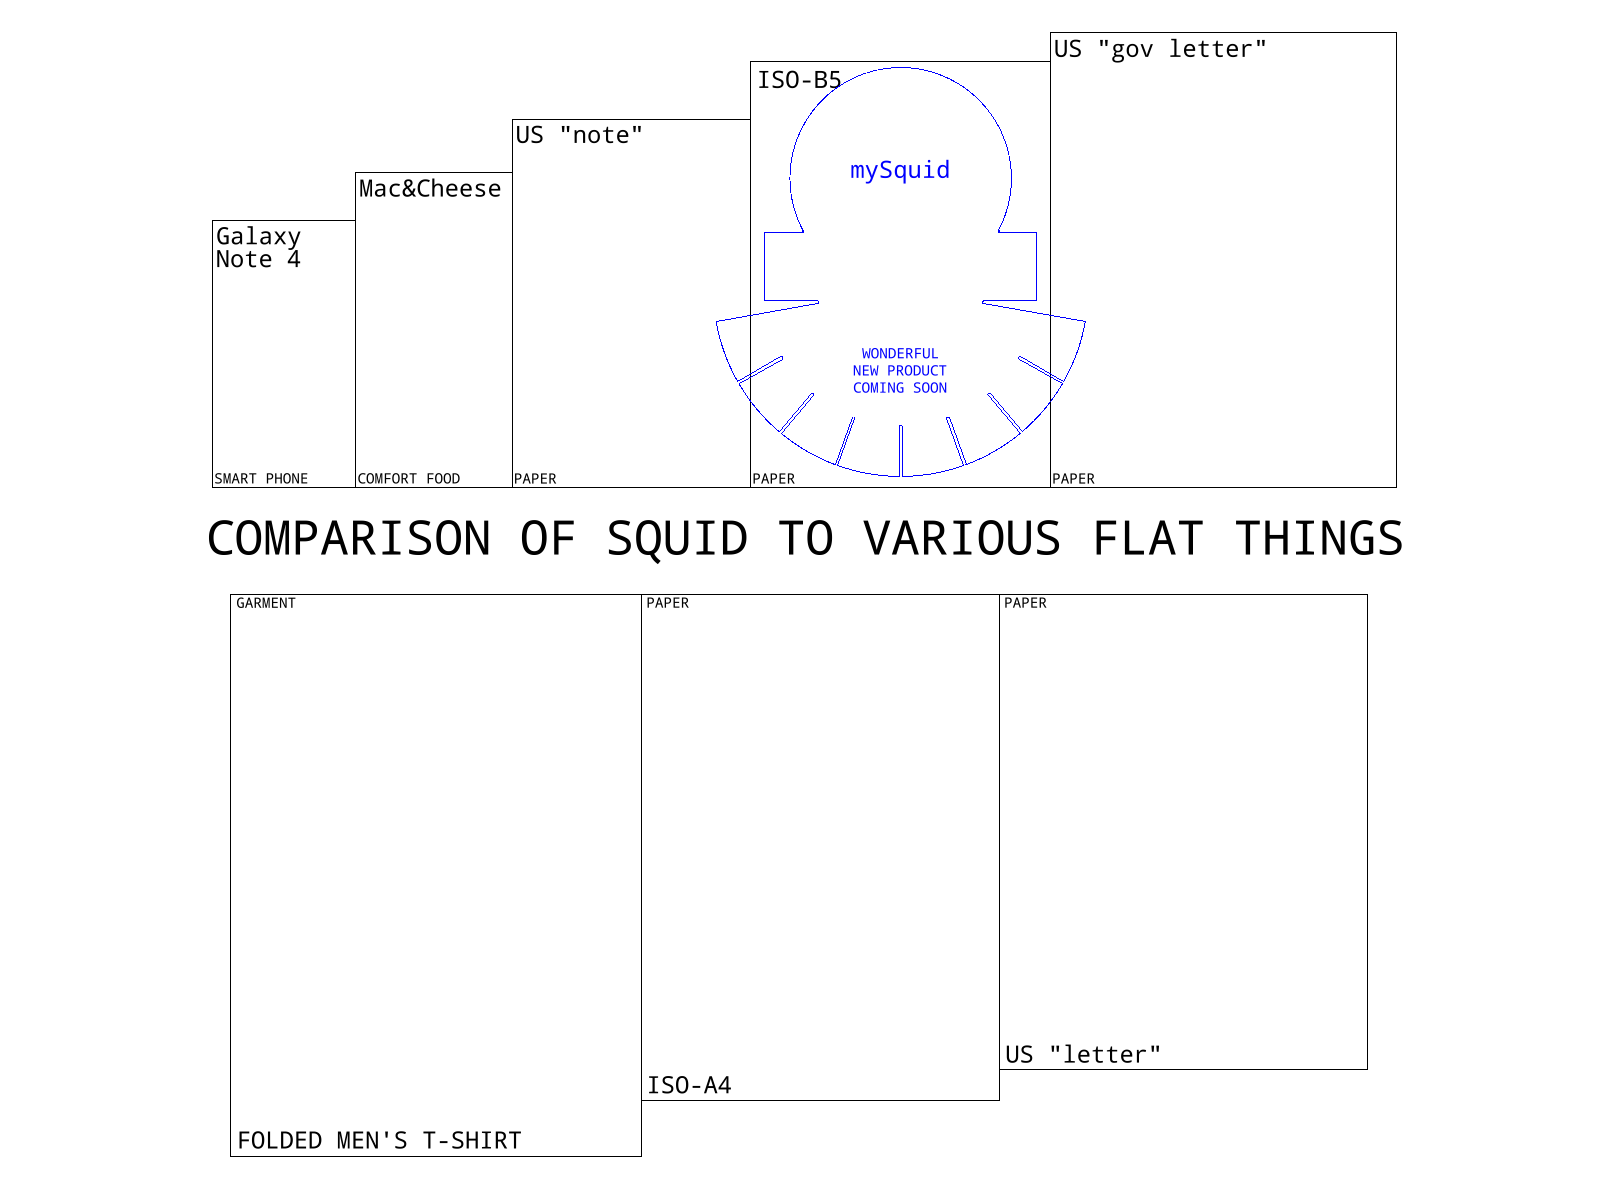 US "gov letter"
ISO-B5
US "note"
mySquid
Mac&Cheese
Galaxy
Note 4
WONDERFUL
NEW PRODUCT
COMING SOON
SMART PHONE
COMFORT FOOD
PAPER
PAPER
PAPER
COMPARISON OF SQUID TO VARIOUS FLAT THINGS
GARMENT
PAPER
PAPER
US "letter"
ISO-A4
FOLDED MEN'S T-SHIRT